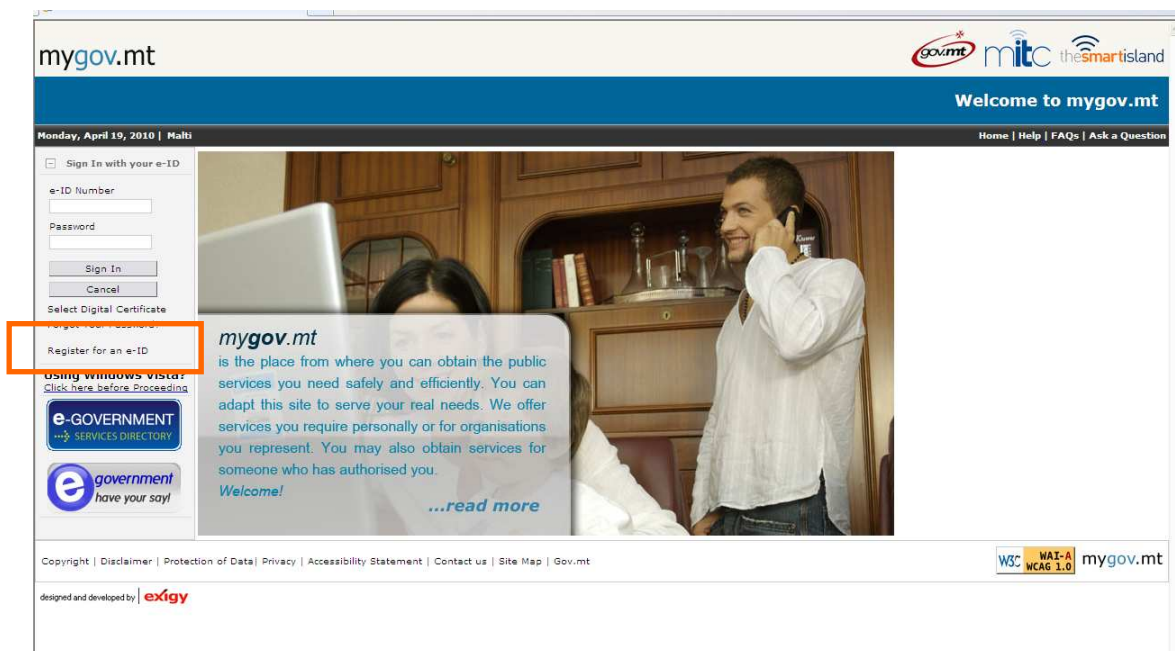 mygov.mt
gov.mt mitc thesmartisland
Welcome to mygov.mt
Monday, April 19, 2010 | Malti
Home | Help | FAQs | Ask a Question
Sign In with your e-ID
e-ID Number
Password
Sign In
Cancel
Select Digital Certificate
Forgot Your Password?
Register for an e-ID
Using Windows Vista?
Click here before Proceeding
e-GOVERNMENT
SERVICES DIRECTORY
e government
have your say!
mygov.mt
is the place from where you can obtain the public
services you need safely and efficiently. You can
adapt this site to serve your real needs. We offer
services you require personally or for organisations
you represent. You may also obtain services for
someone who has authorised you.
Welcome!
...read more
Copyright | Disclaimer | Protection of Data| Privacy | Accessibility Statement | Contact us | Site Map | Gov.mt
W3C WAI-A
WCAG 1.0
mygov.mt
designed and developed by | exigy